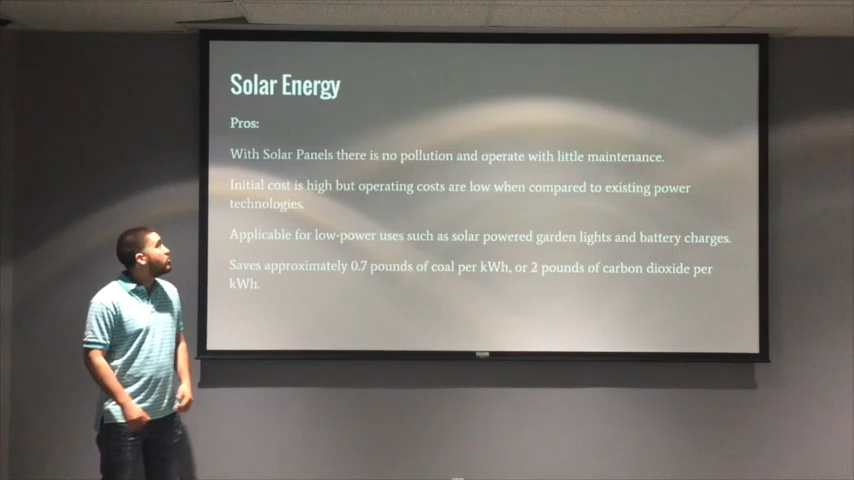 Solar Energy
Pros:
With Solar Panels there is no pollution and operate with little maintenance.
Initial cost is high but operating costs are low when compared to existing power
technologies.
Applicable for low-power uses such as solar powered garden lights and battery charges.
Saves approximately 0.7 pounds of coal per kWh, or 2 pounds of carbon dioxide per
kWh.